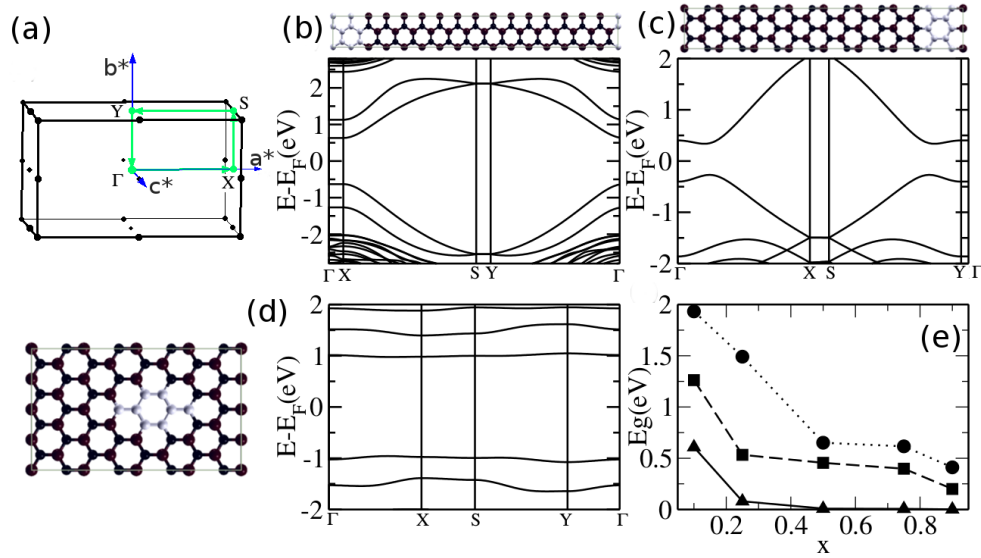 (a)
b*
Y
S
a*
Γ
X
c*
(b)
E-E_F(eV)
2
1
0
-1
-2
Γ X
S Y
Γ
(c)
E-E_F(eV)
2
1
0
-1
-2
Γ
X S
Y Γ
(d)
E-E_F(eV)
2
1
0
-1
-2
Γ
X
S
Y
Γ
(e)
Eg(eV)
2
1.5
1
0.5
0
0.2 0.4 0.6 0.8
x